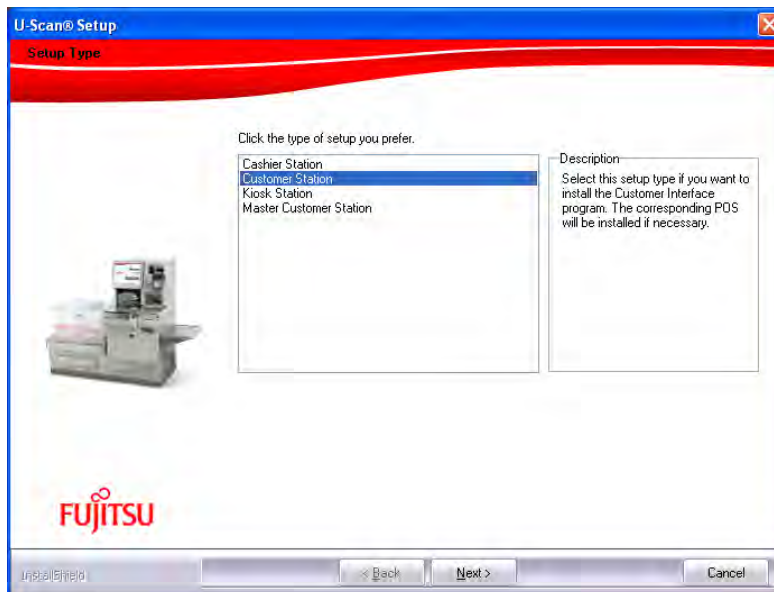 U-Scan® Setup
Setup Type
Click the type of setup you prefer.
Cashier Station
Customer Station
Kiosk Station
Master Customer Station
Description
Select this setup type if you want to
install the Customer Interface
program. The corresponding POS
will be installed if necessary.
FUJITSU
InstallShield
< Back
Next >
Cancel